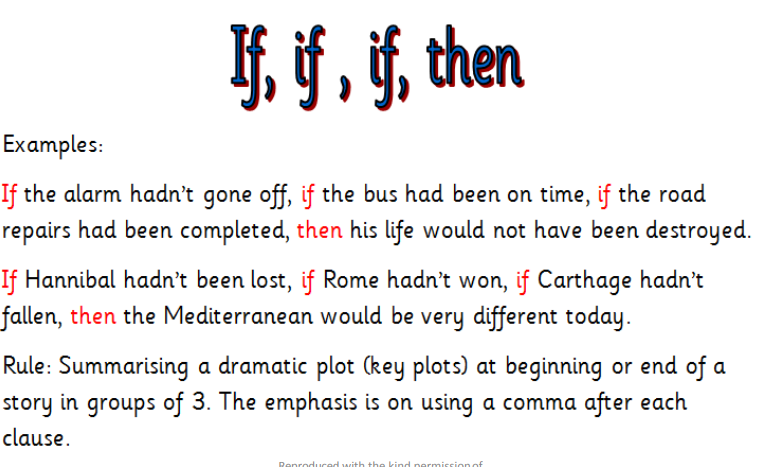 If, if , if, then
Examples:
If the alarm hadn't gone off, if the bus had been on time, if the road
repairs had been completed, then his life would not have been destroyed.
If Hannibal hadn't been lost, if Rome hadn't won, if Carthage hadn't
fallen, then the Mediterranean would be very different today.
Rule: Summarising a dramatic plot (key plots) at beginning or end of a
story in groups of 3. The emphasis is on using a comma after each
clause.
Reproduced with the kind permission of